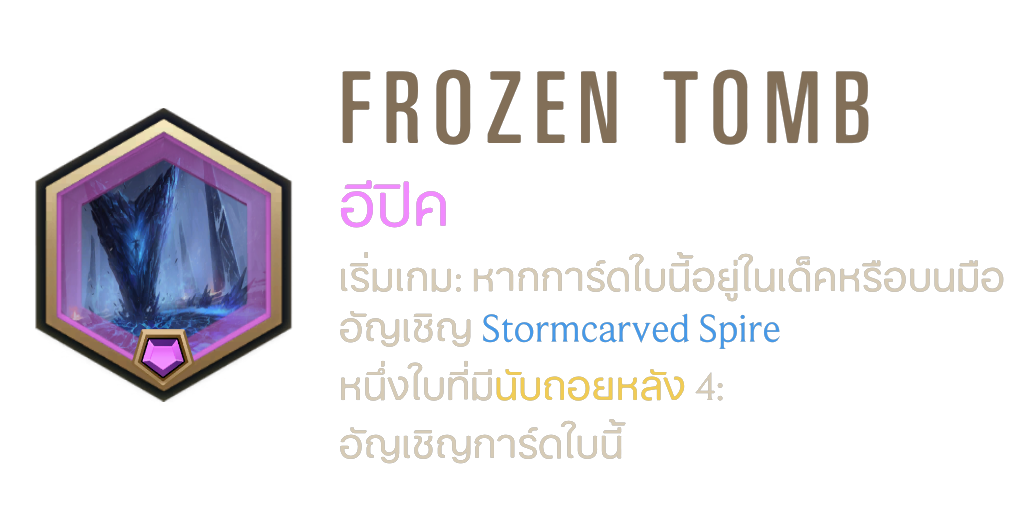 FROZEN TOMB
อีปิค
เริ่มเกม: หากการ์ดใบนี้อยู่ในเด็คหรือบนมือ
อัญเชิญ Stormcarved Spire
หนึ่งใบที่มีนับถอยหลัง 4:
อัญเชิญการ์ดใบนี้